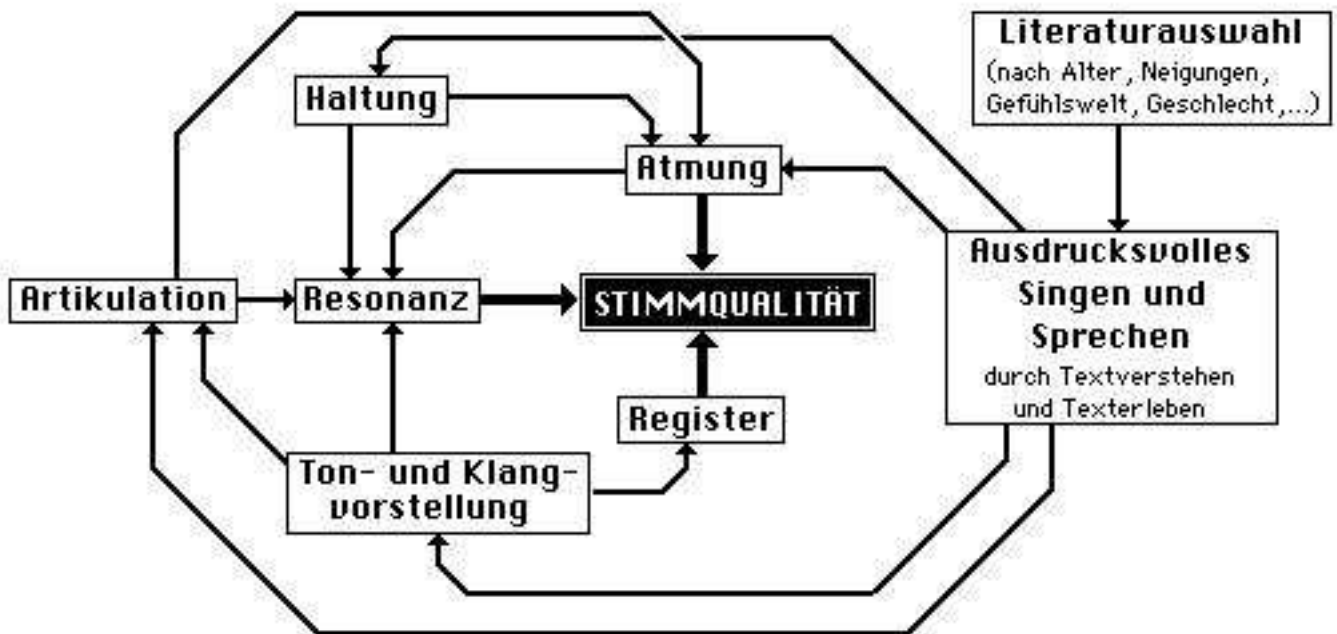 Literaturauswahl
(nach Alter, Neigungen,
Gefühlswelt, Geschlecht,...)
Haltung
Atmung
Ausdrucksvolles
Singen und
Sprechen
durch Textverstehen
und Texterleben
Artikulation
Resonanz
STIMMQUALITÄT
Register
Ton- und Klang-
vorstellung